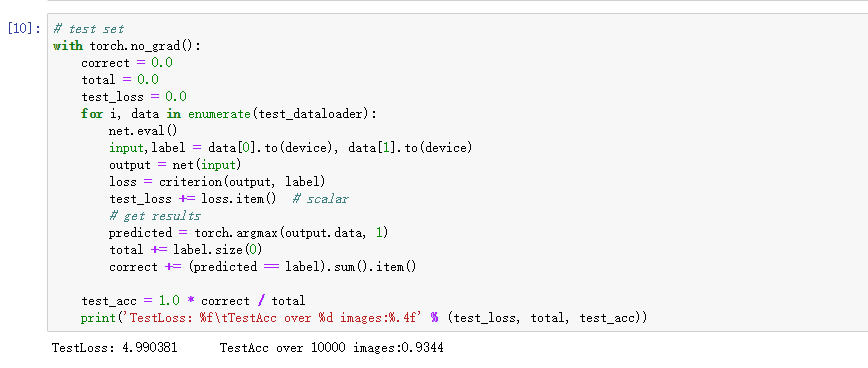 [10]: # test set
with torch.no_grad():
    correct = 0.0
    total = 0.0
    test_loss = 0.0
    for i, data in enumerate(test_dataloader):
        net.eval()
        input,label = data[0].to(device), data[1].to(device)
        output = net(input)
        loss = criterion(output, label)
        test_loss += loss.item()  # scalar
        # get results
        predicted = torch.argmax(output.data, 1)
        total += label.size(0)
        correct += (predicted == label).sum().item()
    test_acc = 1.0 * correct / total
    print('TestLoss: %f\tTestAcc over %d images:%.4f' % (test_loss, total, test_acc))
TestLoss: 4.990381      TestAcc over 10000 images:0.9344